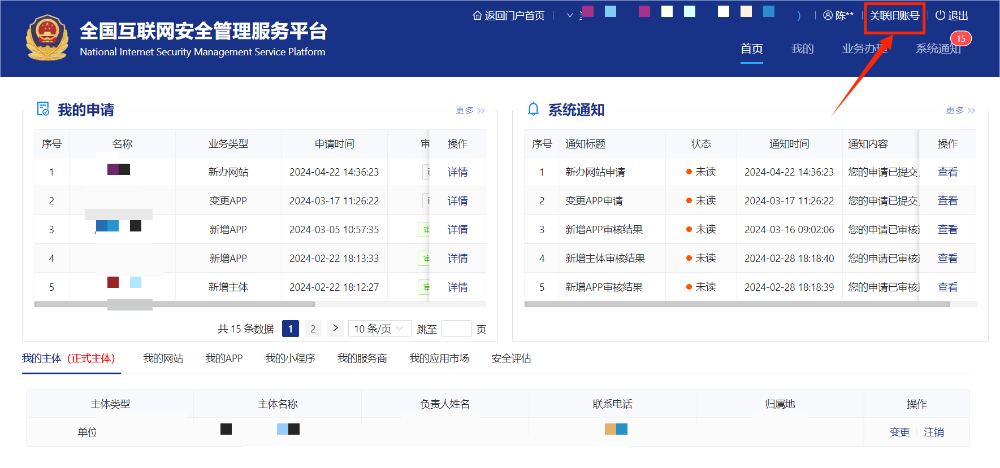 返回门户首页
陈**
关联旧账号
退出
全国互联网安全管理服务平台
National Internet Security Management Service Platform
首页 我的 业务办理 系统通知 15
我的申请 更多
序号 名称 业务类型 申请时间 审 操作
1 新办网站 2024-04-22 14:36:23 详情
2 变更APP 2024-03-17 11:26:22 详情
3 新增APP 2024-03-05 10:57:35 审 详情
4 新增APP 2024-02-22 18:13:33 审 详情
5 新增主体 2024-02-22 18:12:27 审 详情
共 15 条数据 1 2 > 10 条/页 跳至 页
系统通知 更多
序号 通知标题 状态 通知时间 通知内容 操作
1 新办网站申请 未读 2024-04-22 14:36:23 您的申请已提交, 查看
2 变更APP申请 未读 2024-03-17 11:26:22 您的申请已提交, 查看
3 新增APP审核结果 未读 2024-03-16 09:02:06 您的申请已审核 查看
4 新增主体审核结果 未读 2024-02-28 18:18:40 您的申请已审核 查看
5 新增APP审核结果 未读 2024-02-28 18:18:39 您的申请已审核 查看
我的主体（正式主体） 我的网站 我的APP 我的小程序 我的服务商 我的应用市场 安全评估
主体类型 主体名称 负责人姓名 联系电话 归属地 操作
单位 变更 注销